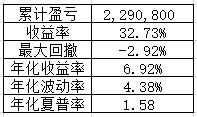 累计盈亏 2,290,800
收益率 32.73%
最大回撤 -2.92%
年化收益率 6.92%
年化波动率 4.38%
年化夏普率 1.58